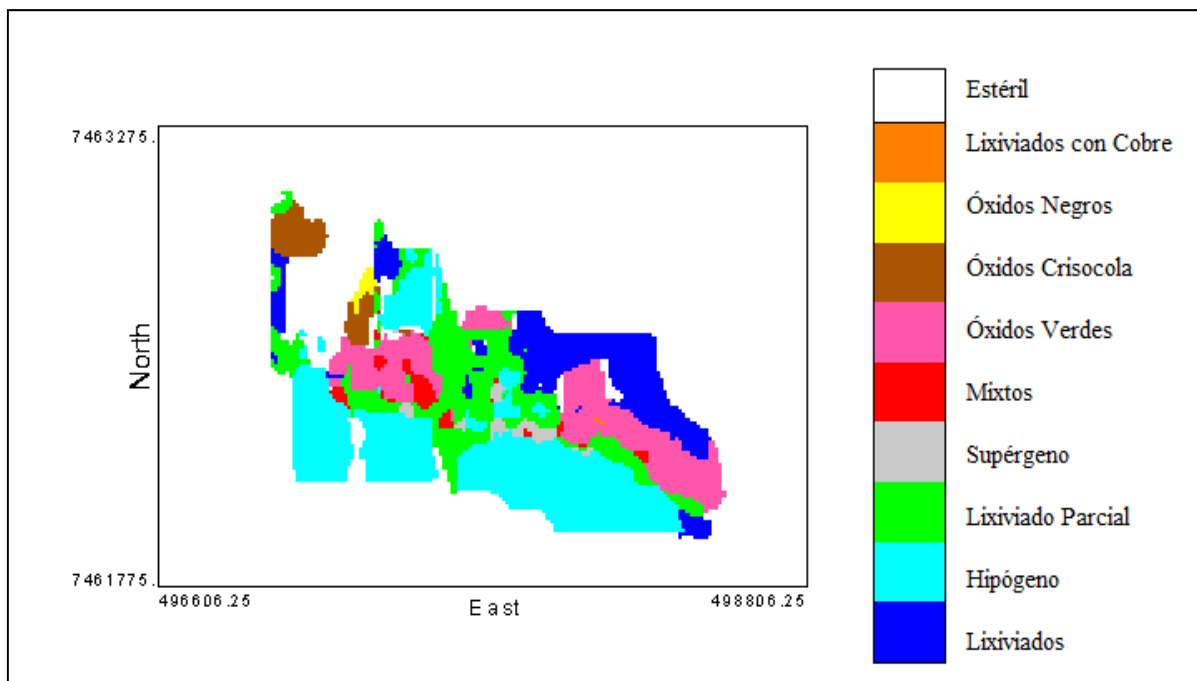 7463275.
North
7461775.
496606.25
East
498806.25
Estéril
Lixiviados con Cobre
Óxidos Negros
Óxidos Crisocola
Óxidos Verdes
Mixtos
Supérgeno
Lixiviado Parcial
Hipógeno
Lixiviados